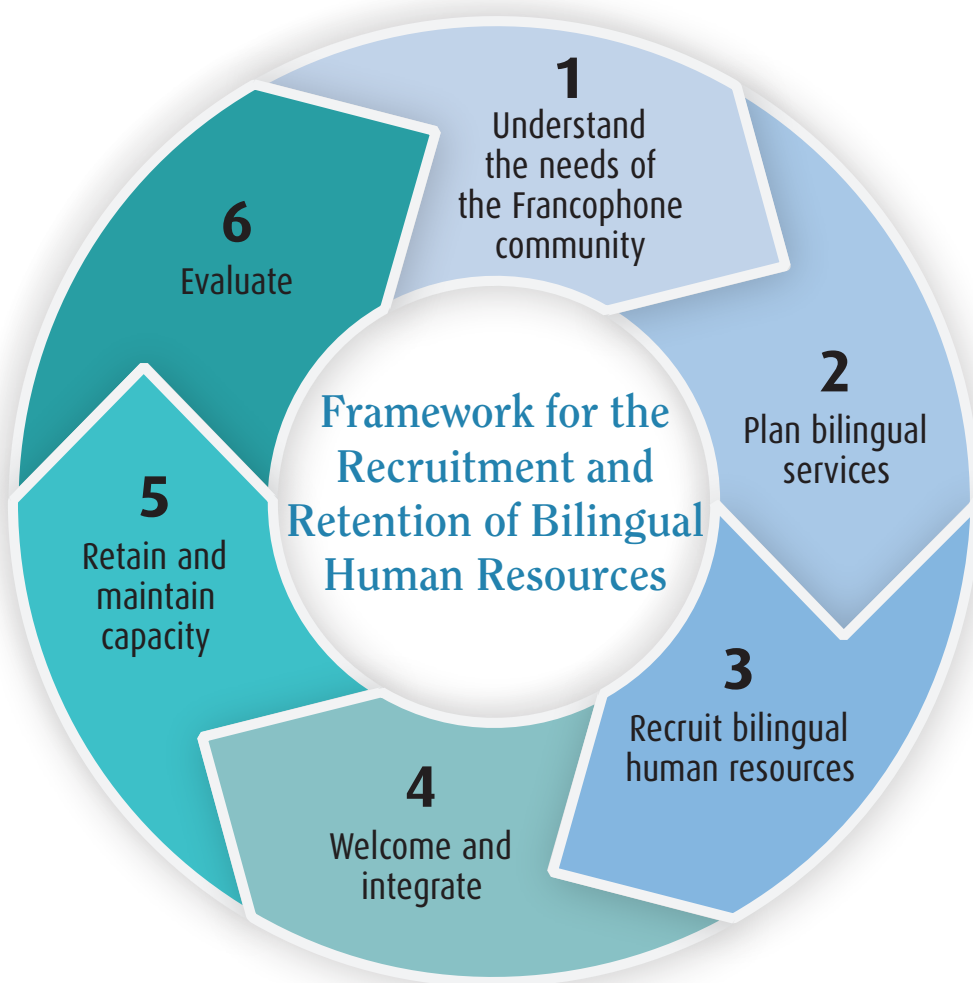 1
Understand
the needs of
the Francophone
community
2
Plan bilingual
services
3
Recruit bilingual
human resources
4
Welcome and
integrate
5
Retain and
maintain
capacity
6
Evaluate
Framework for the
Recruitment and
Retention of Bilingual
Human Resources